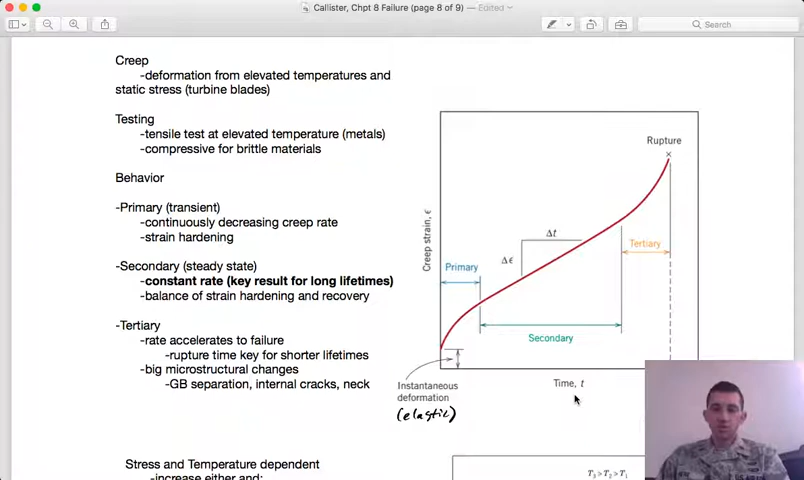 Callister, Chpt 8 Failure (page 8 of 9) — Edited
Search
Creep
-deformation from elevated temperatures and
static stress (turbine blades)
Testing
-tensile test at elevated temperature (metals)
-compressive for brittle materials
Behavior
-Primary (transient)
-continuously decreasing creep rate
-strain hardening
-Secondary (steady state)
-constant rate (key result for long lifetimes)
-balance of strain hardening and recovery
-Tertiary
-rate accelerates to failure
-rupture time key for shorter lifetimes
-big microstructural changes
-GB separation, internal cracks, neck
Stress and Temperature dependent
-increase either and:
Rupture
×
Creep strain, ϵ
Δt
Δϵ
Primary
Tertiary
Secondary
Instantaneous
deformation
(elastic)
Time, t
T₃ > T₂ > T₁